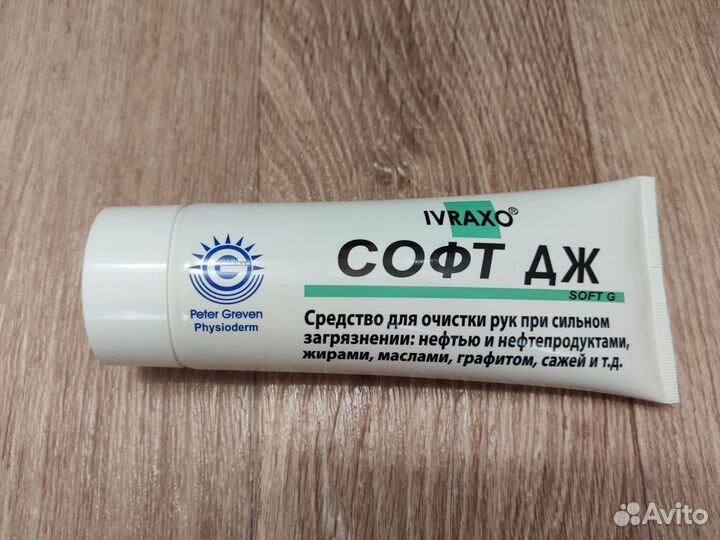 IVRAXO®
СОФТ ДЖ
SOFT G
Peter Greven
Physioderm
Средство для очистки рук при сильном
загрязнении: нефтью и нефтепродуктами,
жирами, маслами, графитом, сажей и т.д.
Avito